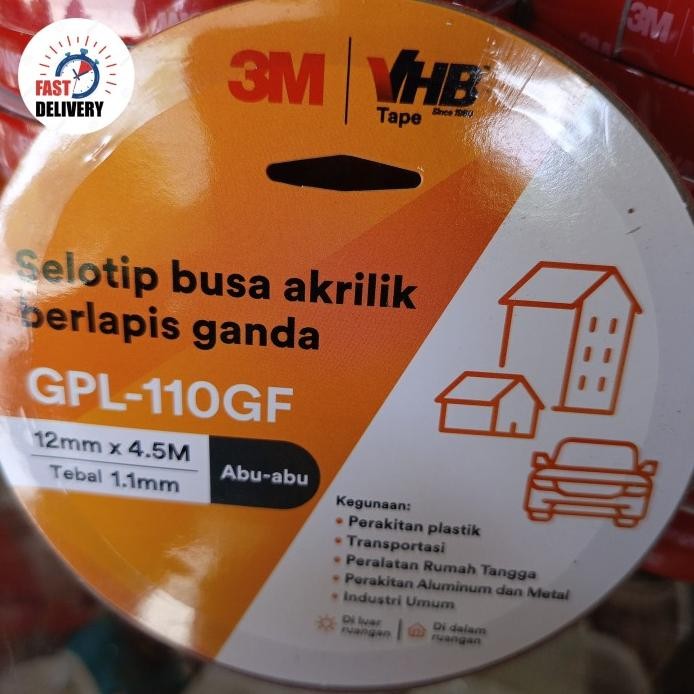 FAST
DELIVERY
3M
3M VHB
Tape Since 1980
Selotip busa akrilik
berlapis ganda
GPL-110GF
12mm x 4.5M
Tebal 1.1mm
Abu-abu
Kegunaan:
• Perakitan plastik
• Transportasi
• Peralatan Rumah Tangga
• Perakitan Aluminum dan Metal
• Industri Umum
Di luar
ruangan
Di dalam
ruangan